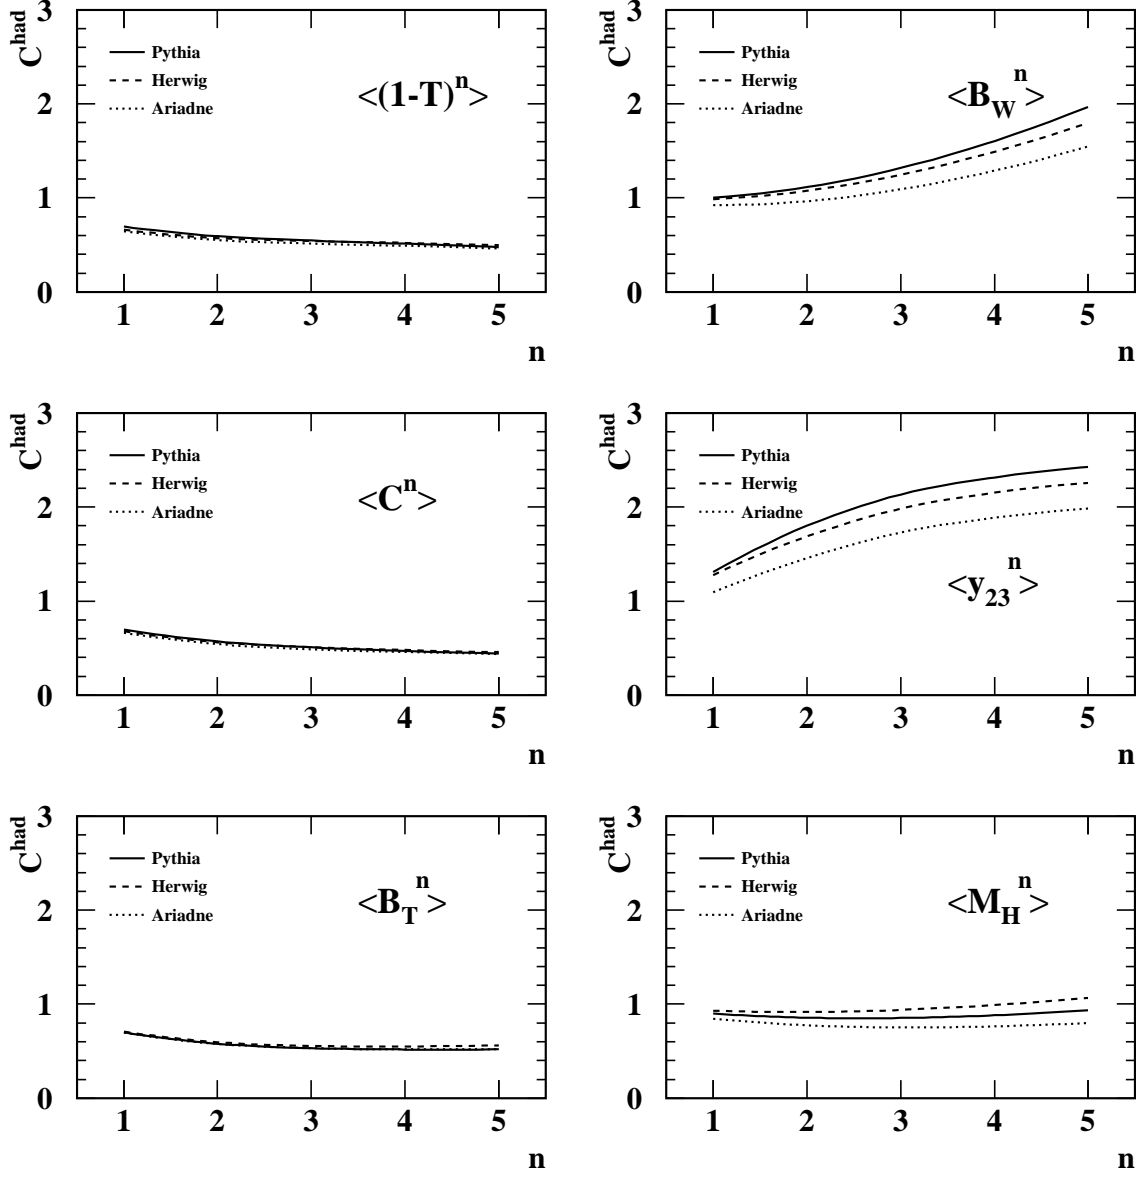 C^had
3
2
1
0
Pythia
Herwig
Ariadne
<(1-T)^n>
1 2 3 4 5
n
C^had
3
2
1
0
Pythia
Herwig
Ariadne
<B_W^n>
1 2 3 4 5
n
C^had
3
2
1
0
Pythia
Herwig
Ariadne
<C^n>
1 2 3 4 5
n
C^had
3
2
1
0
Pythia
Herwig
Ariadne
<y_23^n>
1 2 3 4 5
n
C^had
3
2
1
0
Pythia
Herwig
Ariadne
<B_T^n>
1 2 3 4 5
n
C^had
3
2
1
0
Pythia
Herwig
Ariadne
<M_H^n>
1 2 3 4 5
n